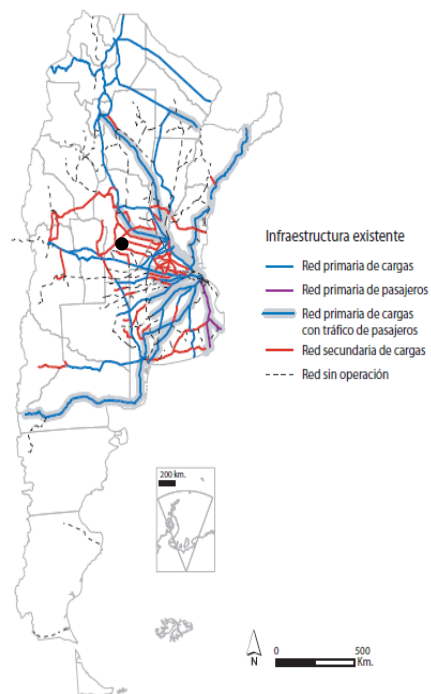 Infraestructura existente
Red primaria de cargas
Red primaria de pasajeros
Red primaria de cargas
con tráfico de pasajeros
Red secundaria de cargas
Red sin operación
200 km.
N
0 500
Km.